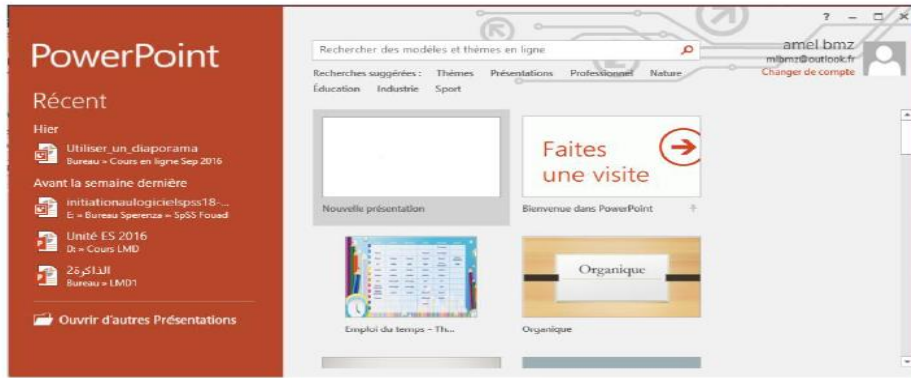 PowerPoint
Récent
Hier
Utiliser_un_diaporama
Bureau » Cours en ligne Sep 2016
Avant la semaine dernière
initiationaulogicielspss18-...
E: » Bureau Speranza » SpSS Fouad
Unité ES 2016
D: » Cours LMD
الذاكرة2
Bureau » LMD1
Ouvrir d'autres Présentations
Rechercher des modèles et thèmes en ligne
Recherches suggérées : Thèmes Présentations Professionnel Nature
Éducation Industrie Sport
? – □ ×
amel bmz
mlbmz@outlook.fr
Changer de compte
Nouvelle présentation
Faites
une visite
Bienvenue dans PowerPoint
Emploi du temps – Th...
Organique
Organique